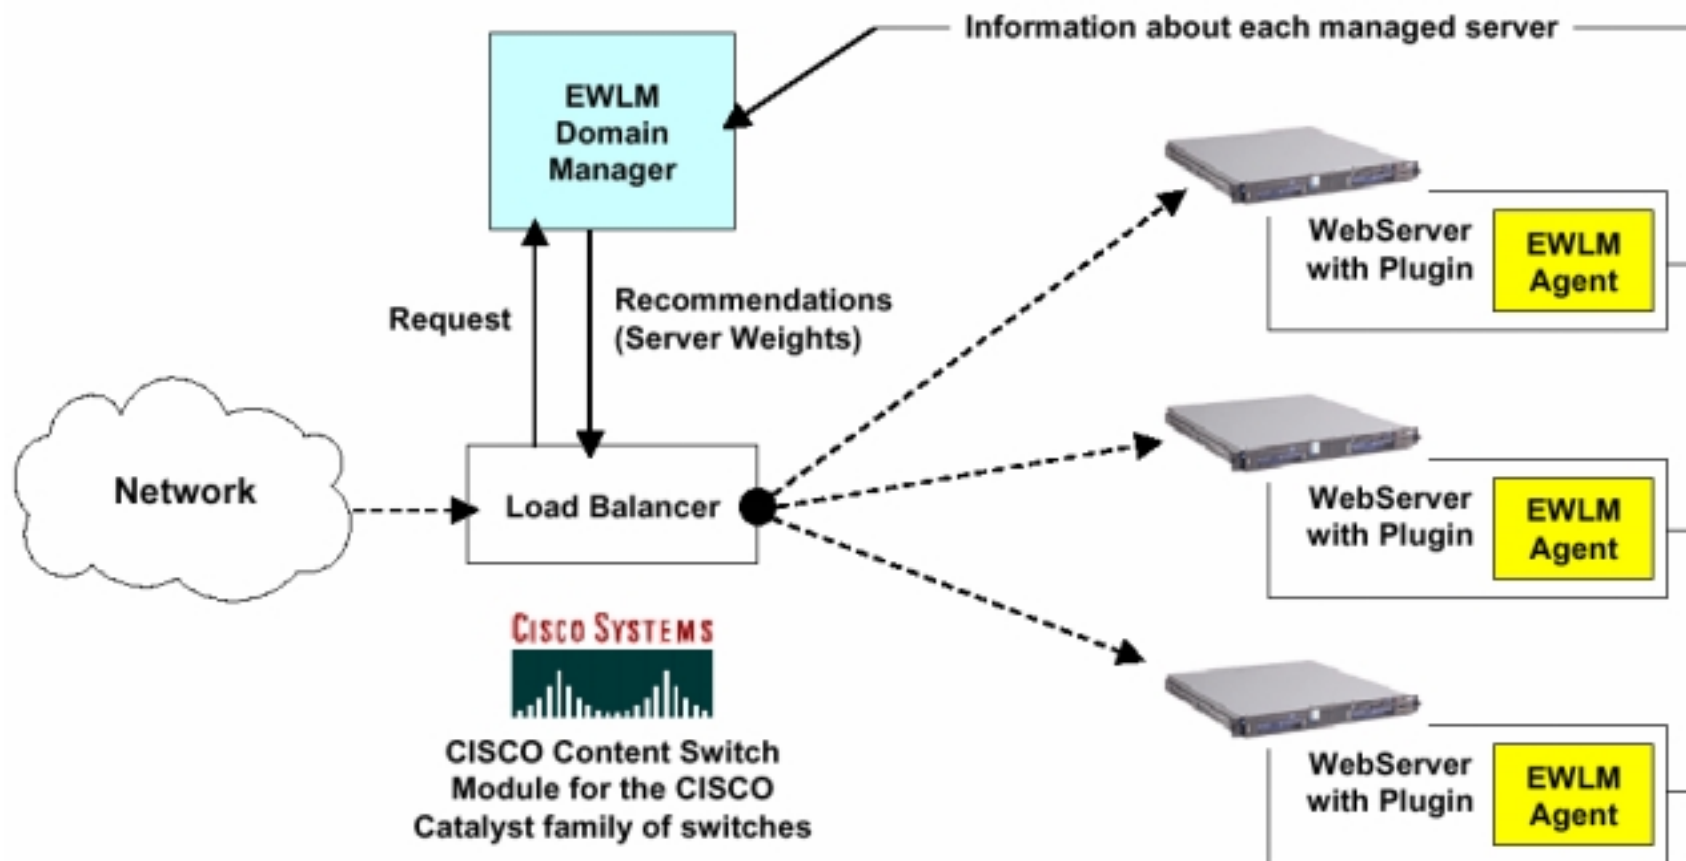 Information about each managed server
EWLM
Domain
Manager
WebServer
with Plugin
EWLM
Agent
Request
Recommendations
(Server Weights)
Network
Load Balancer
WebServer
with Plugin
EWLM
Agent
CISCO SYSTEMS
CISCO Content Switch
Module for the CISCO
Catalyst family of switches
WebServer
with Plugin
EWLM
Agent